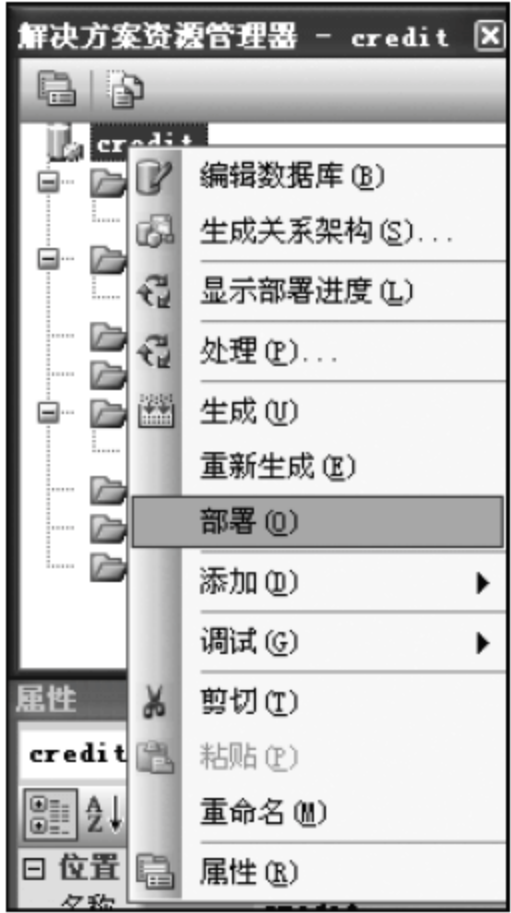 解决方案资源管理器 - credit
credit
编辑数据库(B)
生成关系架构(S)...
显示部署进度(L)
处理(P)...
生成(U)
重新生成(E)
部署(O)
添加(D)
调试(G)
剪切(T)
粘贴(P)
重命名(M)
属性(R)
属性
credit
位置
名称